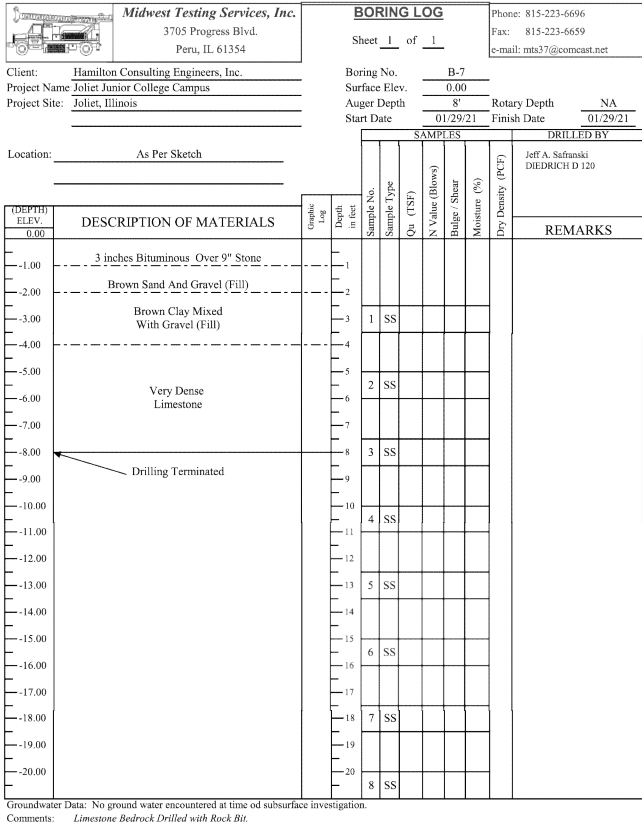 Midwest Testing Services, Inc.
3705 Progress Blvd.
Peru, IL 61354
BORING LOG
Sheet 1 of 1
Phone: 815-223-6696
Fax: 815-223-6659
e-mail: mts37@comcast.net
Client: Hamilton Consulting Engineers, Inc.
Project Name Joliet Junior College Campus
Project Site: Joliet, Illinois
Boring No. B-7
Surface Elev. 0.00
Auger Depth 8' Rotary Depth NA
Start Date 01/29/21 Finish Date 01/29/21
SAMPLES DRILLED BY
Location: As Per Sketch
Jeff A. Safranski
DIEDRICH D 120
(DEPTH)
ELEV.
0.00
DESCRIPTION OF MATERIALS
Graphic
Log
Depth
in feet
Sample No.
Sample Type
Qu (TSF)
N Value (Blows)
Bulge / Shear
Moisture (%)
Dry Density (PCF)
REMARKS
3 inches Bituminous Over 9" Stone
-1.00 1
Brown Sand And Gravel (Fill)
-2.00 2
Brown Clay Mixed
-3.00 With Gravel (Fill) 3 1 SS
-4.00 4
-5.00 5
Very Dense 2 SS
-6.00 Limestone 6
-7.00 7
-8.00 8 3 SS
Drilling Terminated
-9.00 9
-10.00 10
4 SS
-11.00 11
-12.00 12
-13.00 13 5 SS
-14.00 14
-15.00 15
6 SS
-16.00 16
-17.00 17
-18.00 18 7 SS
-19.00 19
-20.00 20
8 SS
Groundwater Data: No ground water encountered at time od subsurface investigation.
Comments: Limestone Bedrock Drilled with Rock Bit.